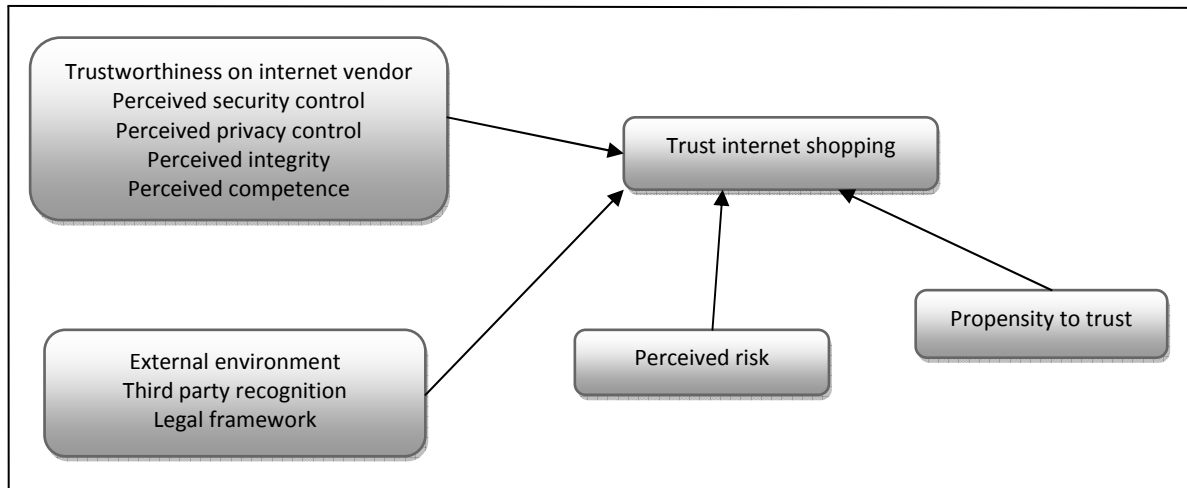 Trustworthiness on internet vendor
Perceived security control
Perceived privacy control
Perceived integrity
Perceived competence
Trust internet shopping
External environment
Third party recognition
Legal framework
Perceived risk
Propensity to trust